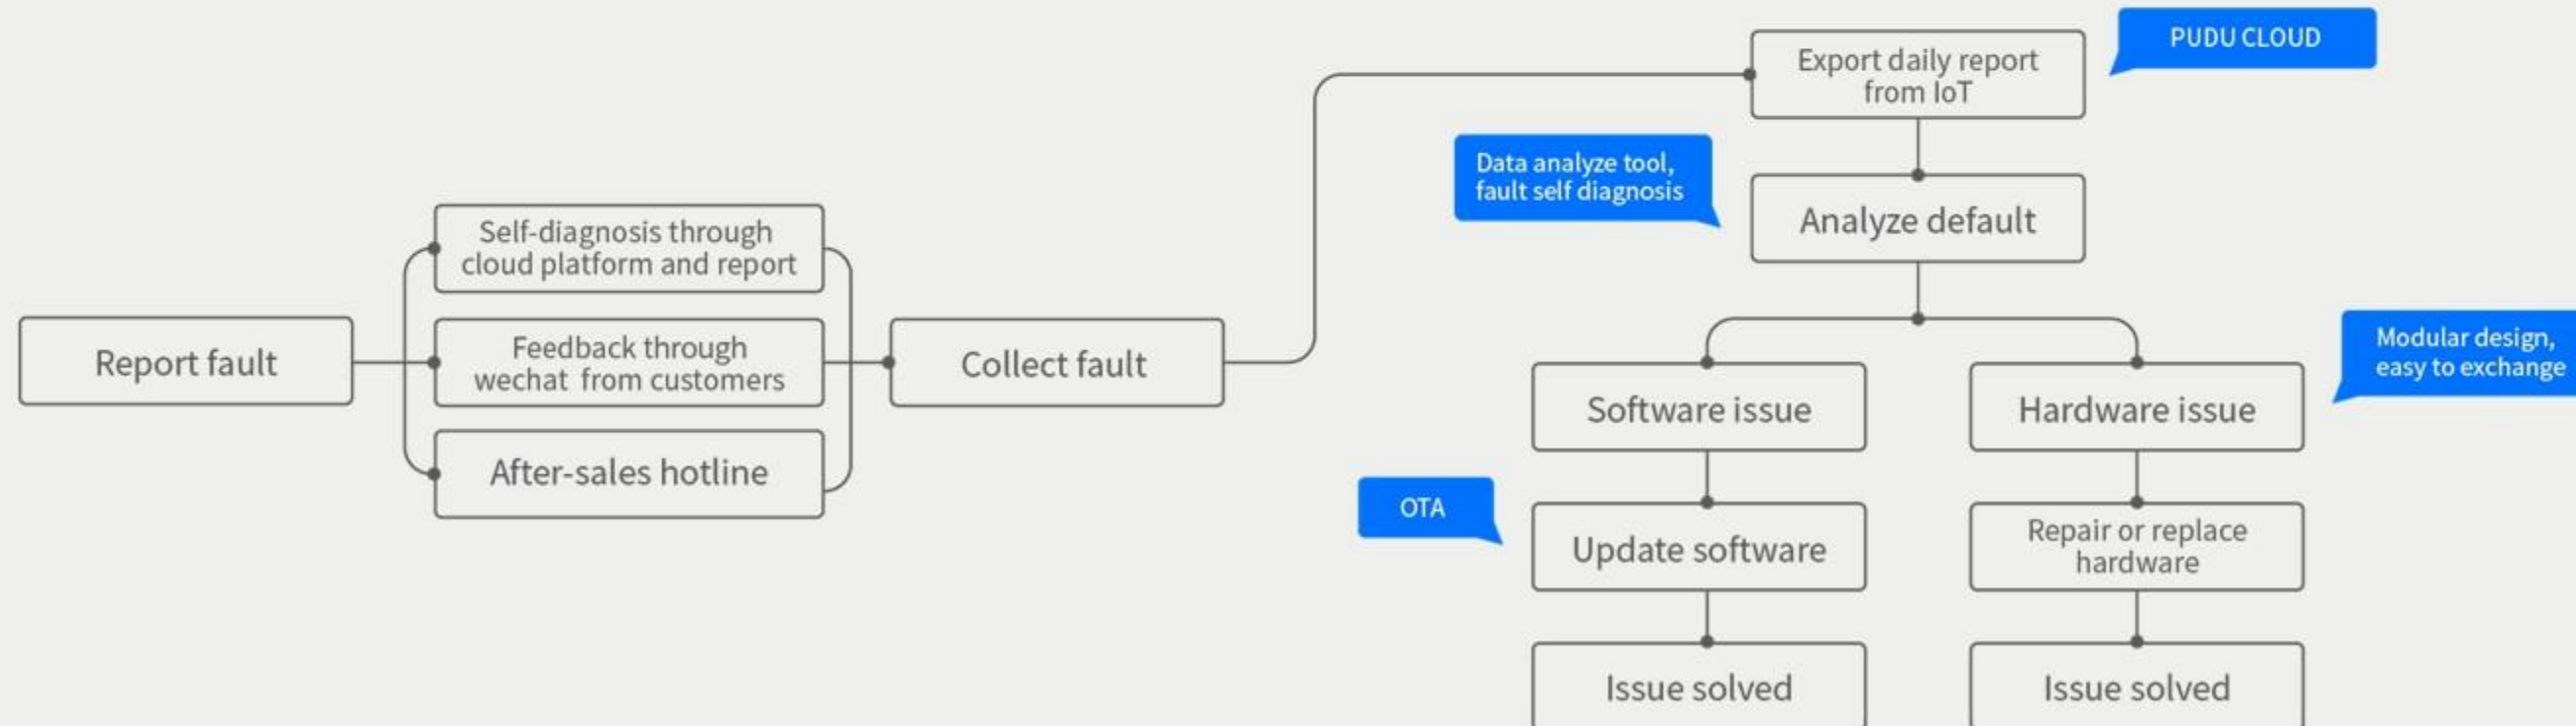 Report fault
Self-diagnosis through
cloud platform and report
Feedback through
wechat from customers
After-sales hotline
Collect fault
Export daily report
from IoT
PUDU CLOUD
Data analyze tool,
fault self diagnosis
Analyze default
Software issue
Hardware issue
Modular design,
easy to exchange
OTA
Update software
Repair or replace
hardware
Issue solved
Issue solved